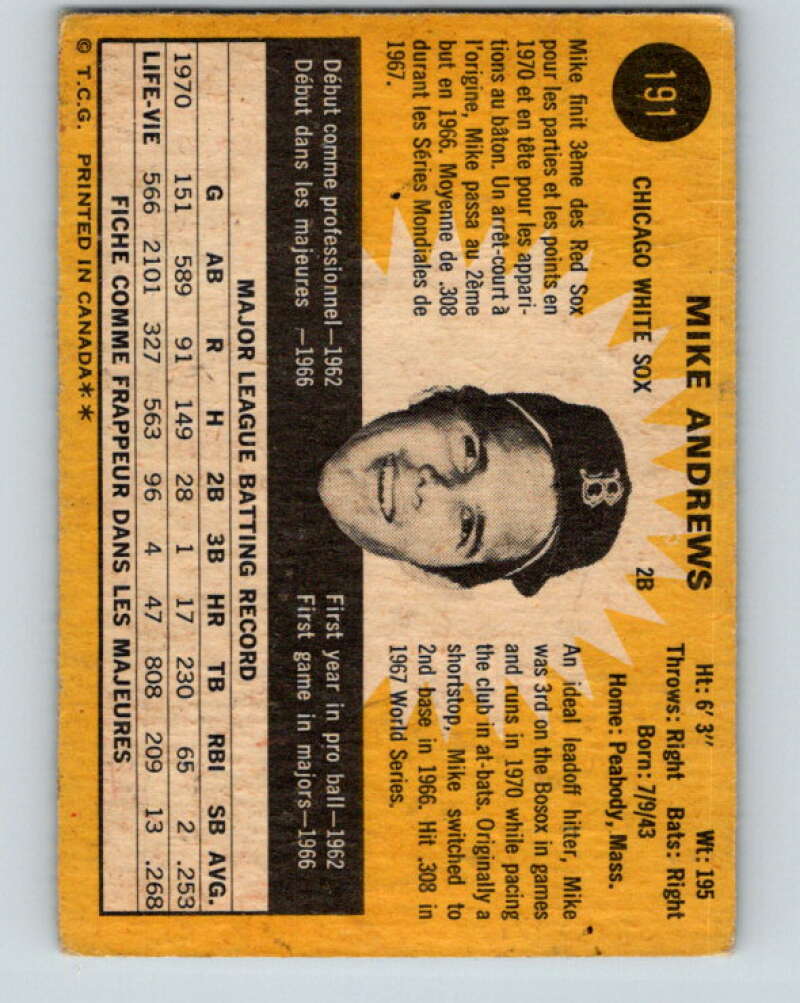 191
MIKE ANDREWS
CHICAGO WHITE SOX 2B
Ht: 6' 3" Wt: 195
Throws: Right Bats: Right
Born: 7/9/43
Home: Peabody, Mass.
Mike finit 3ème des Red Sox
pour les parties et les points en
1970 et en tête pour les appari-
tions au bâton. Un arrêt-court à
l'origine, Mike passa au 2ème
but en 1966. Moyenne de .308
durant les Séries Mondiales de
1967.
B
An ideal leadoff hitter, Mike
was 3rd on the Bosox in games
and runs in 1970 while pacing
the club in at-bats. Originally a
shortstop, Mike switched to
2nd base in 1966. Hit .308 in
1967 World Series.
Début comme professionnel—1962
Début dans les majeures —1966
First year in pro ball—1962
First game in majors—1966
MAJOR LEAGUE BATTING RECORD
G AB R H 2B 3B HR TB RBI SB AVG.
1970 151 589 91 149 28 1 17 230 65 2 .253
LIFE-VIE 566 2101 327 563 96 4 47 808 209 13 .268
FICHE COMME FRAPPEUR DANS LES MAJEURES
© T.C.G. PRINTED IN CANADA**